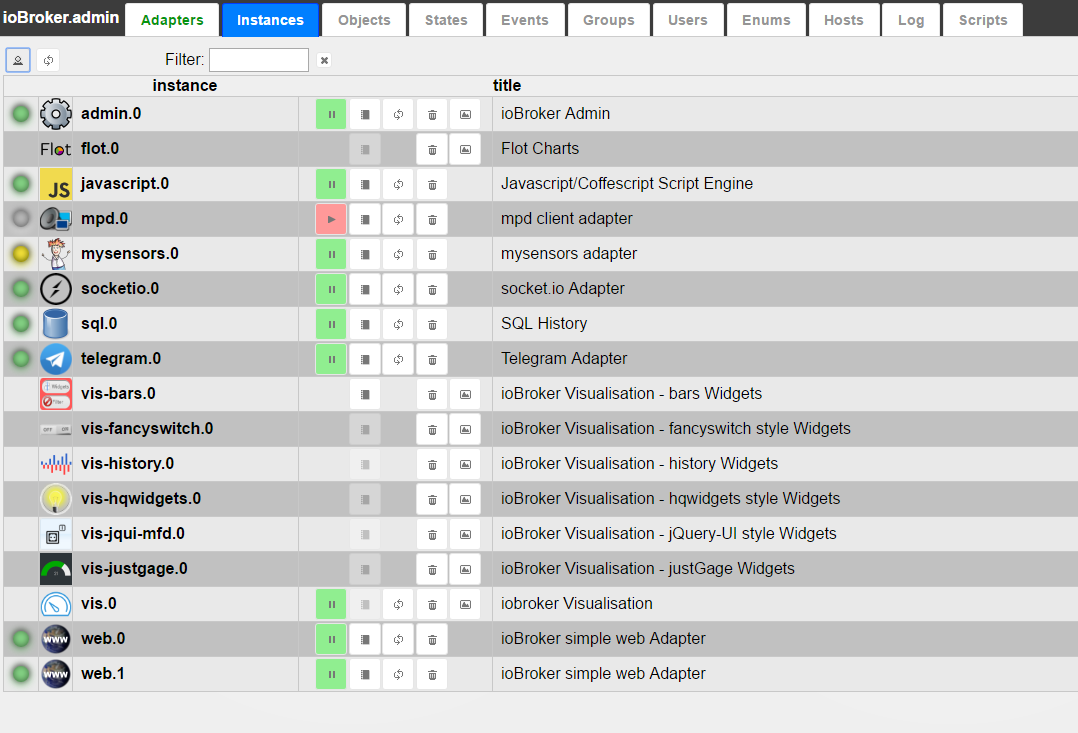 ioBroker.admin Adapters Instances Objects States Events Groups Users Enums Hosts Log Scripts
Filter:
instance title
admin.0 ioBroker Admin
Flot flot.0 Flot Charts
JS javascript.0 Javascript/Coffescript Script Engine
mpd.0 mpd client adapter
mysensors.0 mysensors adapter
socketio.0 socket.io Adapter
sql.0 SQL History
telegram.0 Telegram Adapter
Widgets
Filter
vis-bars.0 ioBroker Visualisation - bars Widgets
OFF ON vis-fancyswitch.0 ioBroker Visualisation - fancyswitch style Widgets
vis-history.0 ioBroker Visualisation - history Widgets
vis-hqwidgets.0 ioBroker Visualisation - hqwidgets style Widgets
vis-jqui-mfd.0 ioBroker Visualisation - jQuery-UI style Widgets
vis-justgage.0 ioBroker Visualisation - justGage Widgets
vis.0 iobroker Visualisation
www web.0 ioBroker simple web Adapter
www web.1 ioBroker simple web Adapter